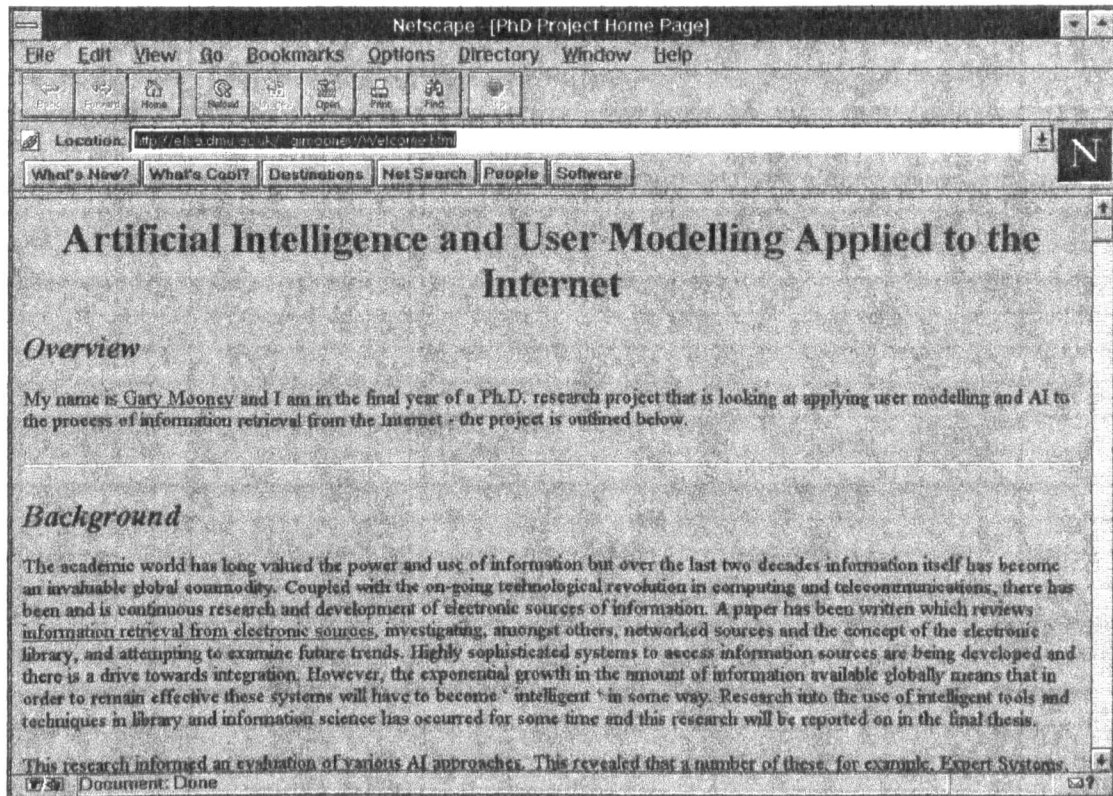 Netscape - [PhD Project Home Page]
File Edit View Go Bookmarks Options Directory Window Help
Back Forward Home Reload Images Open Print Find Stop
Location:
N
What's New? What's Cool? Destinations Net Search People Software
Artificial Intelligence and User Modelling Applied to the
Internet
Overview
My name is Gary Mooney and I am in the final year of a Ph.D. research project that is looking at applying user modelling and AI to
the process of information retrieval from the Internet - the project is outlined below.
Background
The academic world has long valued the power and use of information but over the last two decades information itself has become
an invaluable global commodity. Coupled with the on-going technological revolution in computing and telecommunications, there has
been and is continuous research and development of electronic sources of information. A paper has been written which reviews
information retrieval from electronic sources, investigating, amongst others, networked sources and the concept of the electronic
library, and attempting to examine future trends. Highly sophisticated systems to access information sources are being developed and
there is a drive towards integration. However, the exponential growth in the amount of information available globally means that in
order to remain effective these systems will have to become ' intelligent ' in some way. Research into the use of intelligent tools and
techniques in library and information science has occurred for some time and this research will be reported on in the final thesis.
This research informed an evaluation of various AI approaches. This revealed that a number of these, for example, Expert Systems,
Document: Done
?